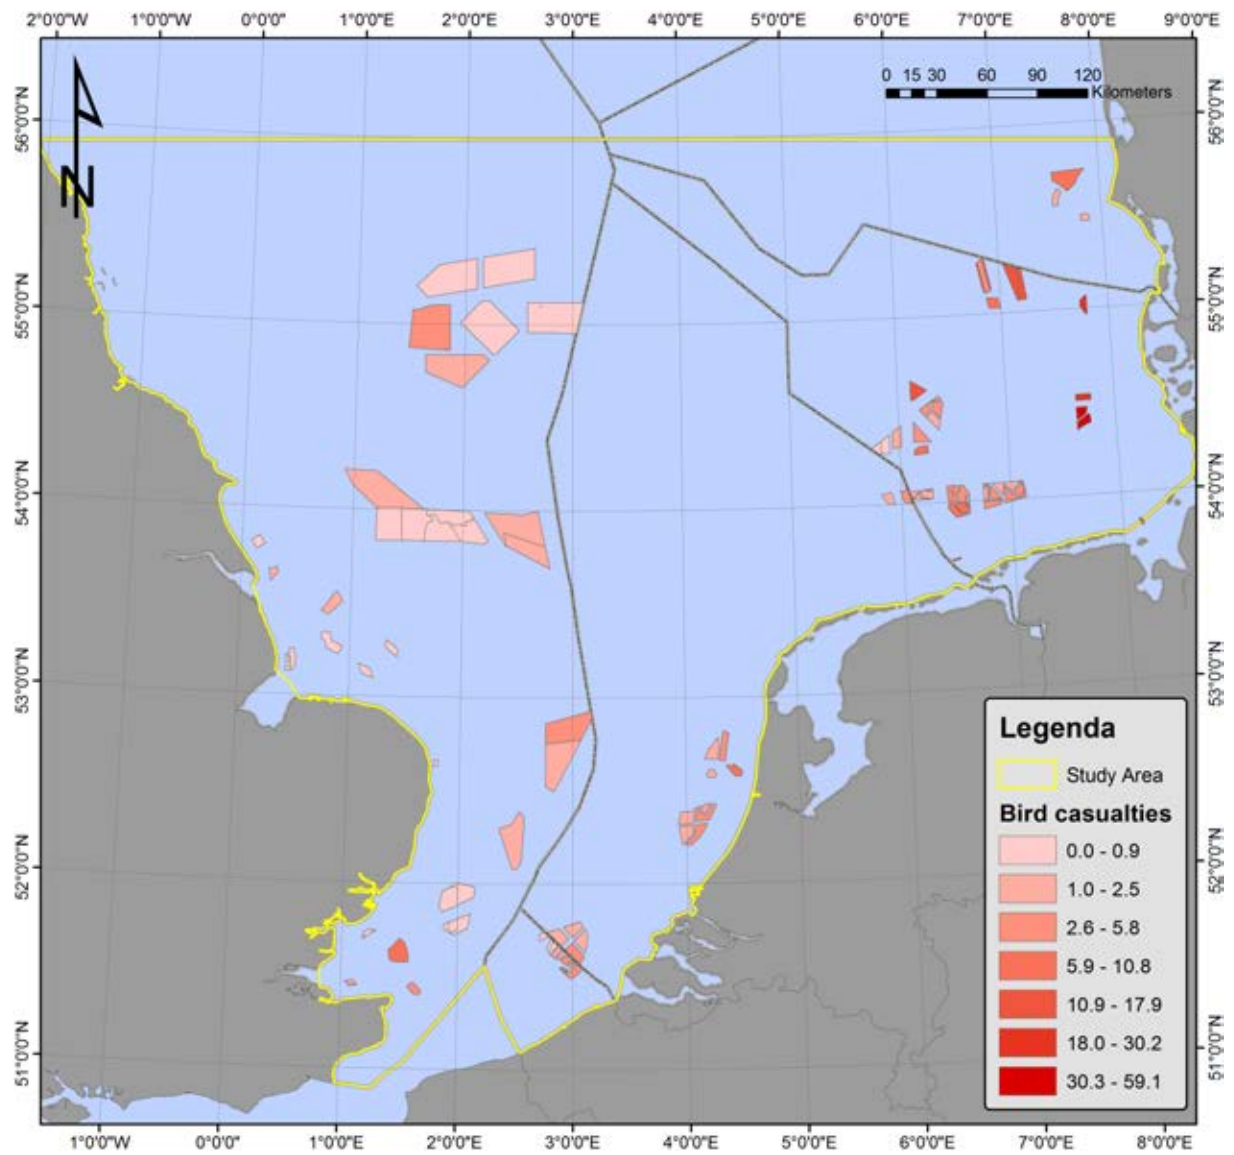 2°0'0"W 1°0'0"W 0°0'0" 1°0'0"E 2°0'0"E 3°0'0"E 4°0'0"E 5°0'0"E 6°0'0"E 7°0'0"E 8°0'0"E 9°0'0"E
N
0 15 30 60 90 120
Kilometers
56°0'0"N
55°0'0"N
54°0'0"N
53°0'0"N
52°0'0"N
51°0'0"N
56°0'0"N
55°0'0"N
54°0'0"N
53°0'0"N
52°0'0"N
51°0'0"N
Legenda
Study Area
Bird casualties
0.0 - 0.9
1.0 - 2.5
2.6 - 5.8
5.9 - 10.8
10.9 - 17.9
18.0 - 30.2
30.3 - 59.1
1°0'0"W 0°0'0" 1°0'0"E 2°0'0"E 3°0'0"E 4°0'0"E 5°0'0"E 6°0'0"E 7°0'0"E 8°0'0"E